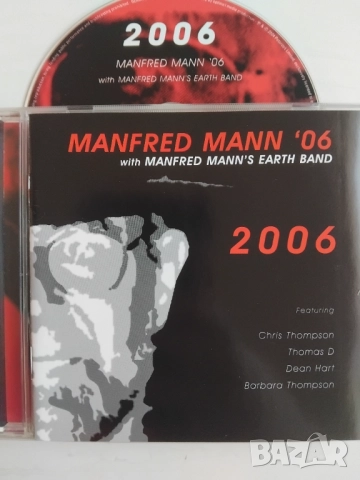 2006
MANFRED MANN '06
with MANFRED MANN'S EARTH BAND
MANFRED MANN '06
with MANFRED MANN'S EARTH BAND
2006
Featuring
Chris Thompson
Thomas D
Dean Hart
Barbara Thompson
BAZAR